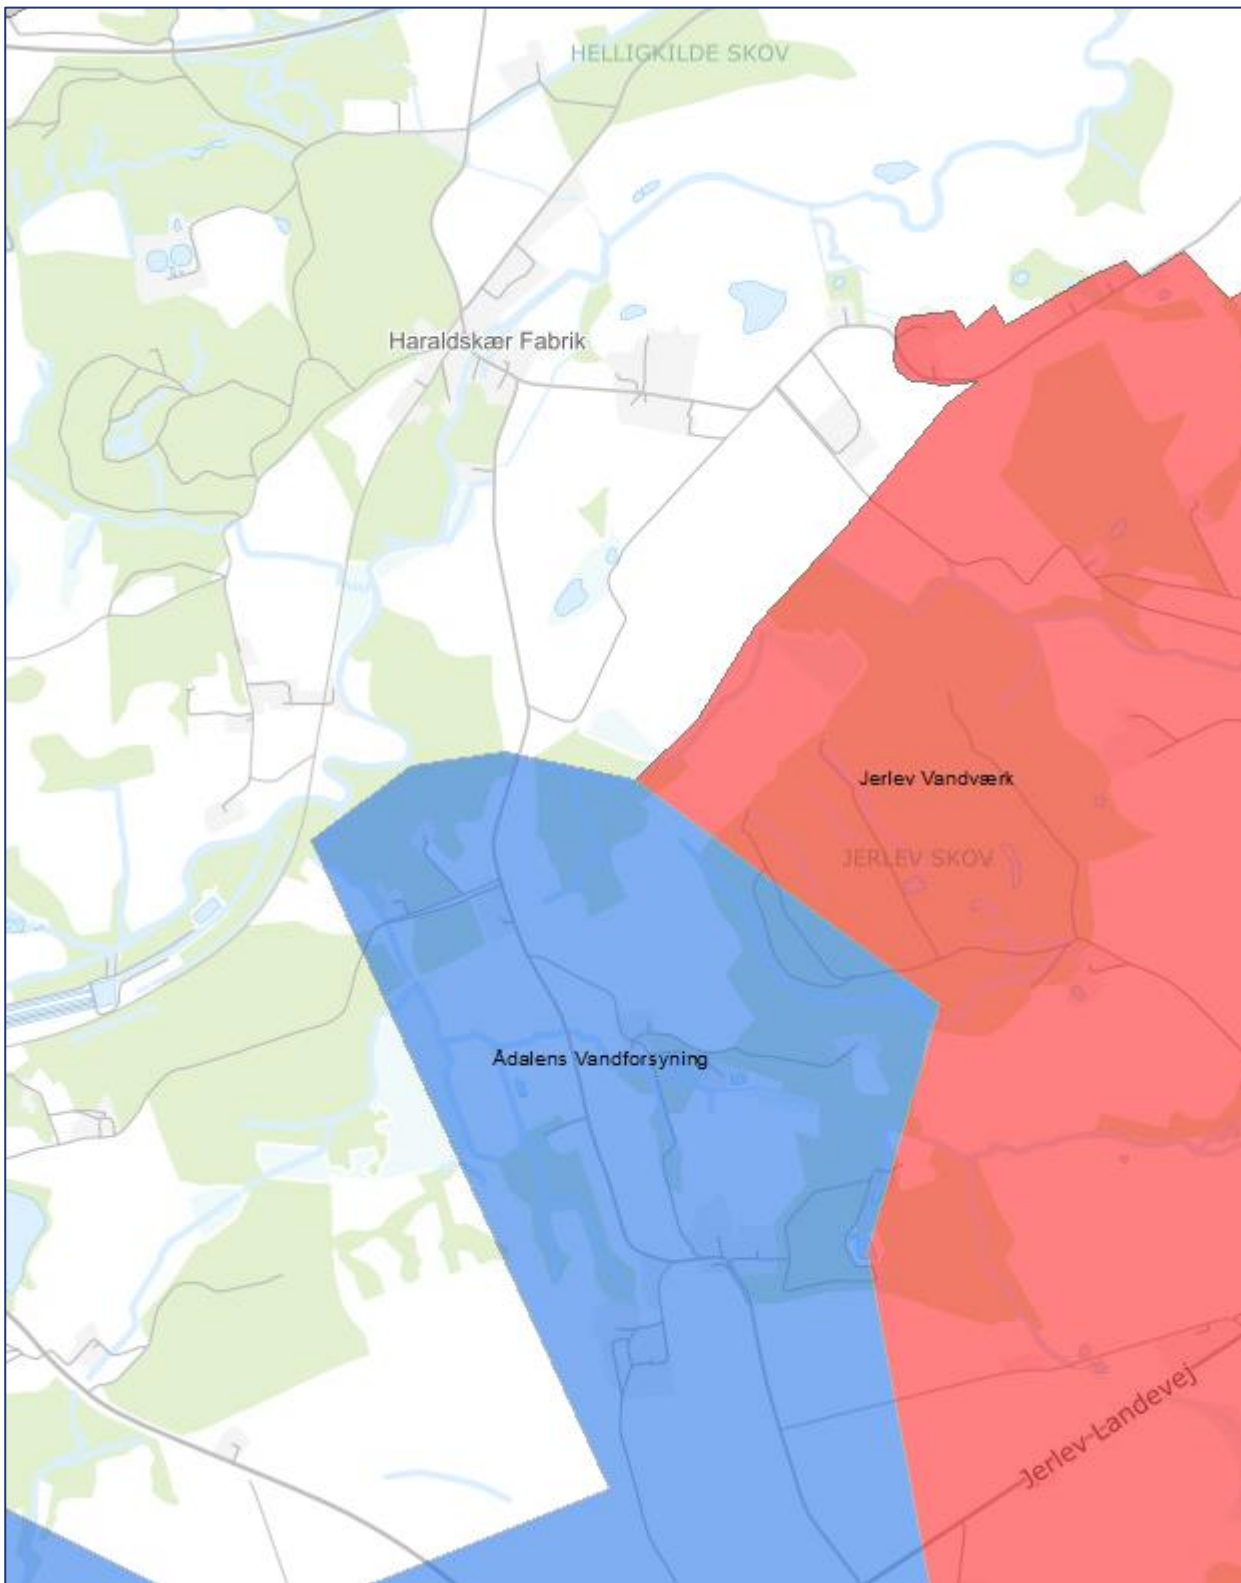 HELLIGKILDE SKOV
Haraldskær Fabrik
Jerlev Vandværk
JERLEV SKOV
Ådalens Vandforsyning
Jerlev Landevej